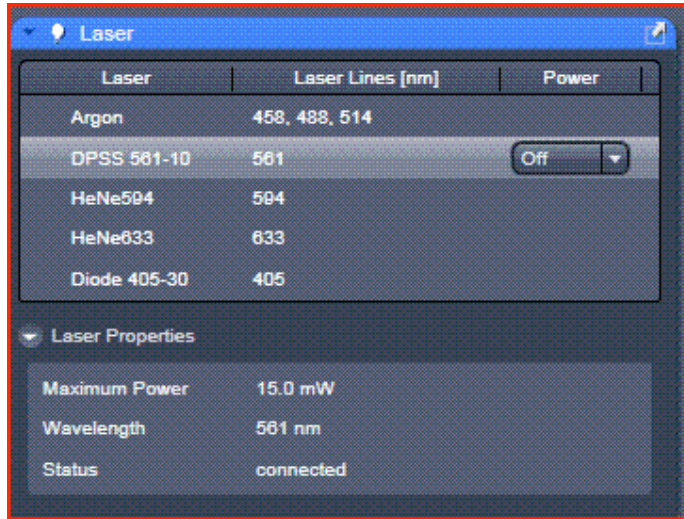 Laser
Laser Laser Lines [nm] Power
Argon 458, 488, 514
DPSS 561-10 561 Off
HeNe594 594
HeNe633 633
Diode 405-30 405
Laser Properties
Maximum Power 15.0 mW
Wavelength 561 nm
Status connected